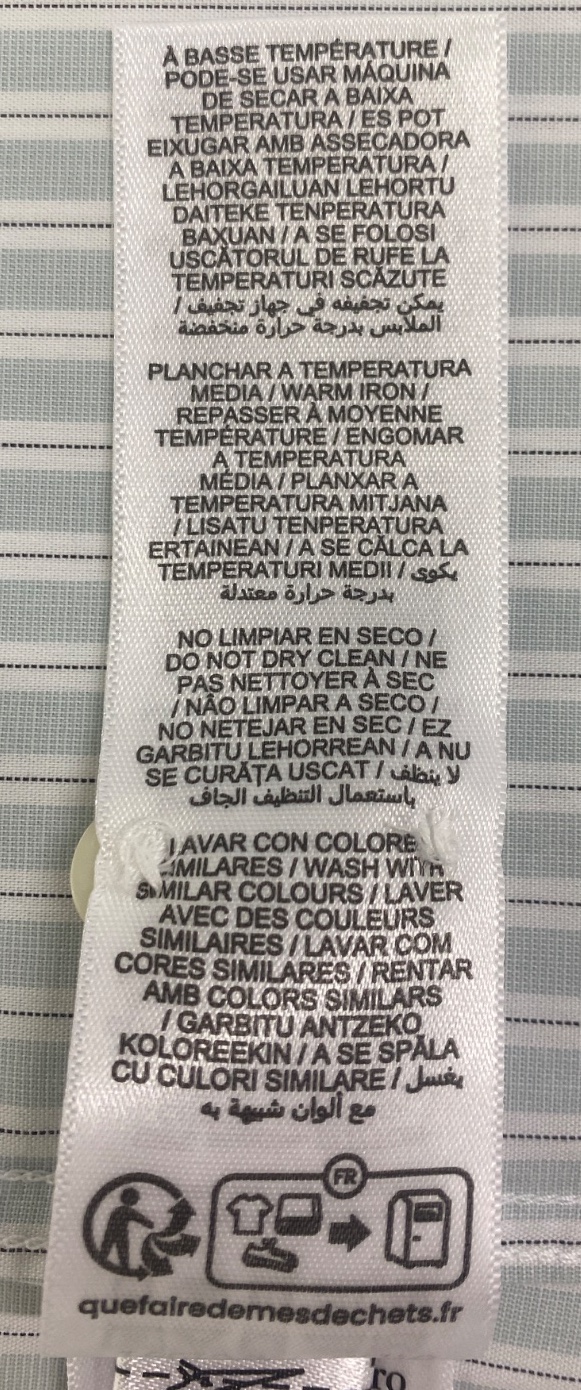 À BASSE TEMPÉRATURE /
PODE-SE USAR MÁQUINA
DE SECAR A BAIXA
TEMPERATURA / ES POT
EIXUGAR AMB ASSECADORA
A BAIXA TEMPERATURA /
LEHORGAILUAN LEHORTU
DAITEKE TENPERATURA
BAXUAN / A SE FOLOSI
USCĂTORUL DE RUFE LA
TEMPERATURI SCĂZUTE
/ يمكن تجفيفه في جهاز تجفيف
الملابس بدرجة حرارة منخفضة
PLANCHAR A TEMPERATURA
MEDIA / WARM IRON /
REPASSER À MOYENNE
TEMPÉRATURE / ENGOMAR
A TEMPERATURA
MÉDIA / PLANXAR A
TEMPERATURA MITJANA
/ LISATU TENPERATURA
ERTAINEAN / A SE CĂLCA LA
TEMPERATURI MEDII / يكوى
بدرجة حرارة معتدلة
NO LIMPIAR EN SECO /
DO NOT DRY CLEAN / NE
PAS NETTOYER À SEC
/ NÃO LIMPAR A SECO /
NO NETEJAR EN SEC / EZ
GARBITU LEHORREAN / A NU
SE CURĂȚA USCAT / لا ينظف
باستعمال التنظيف الجاف
LAVAR CON COLORE
SIMILARES / WASH WITH
SIMILAR COLOURS / LAVER
AVEC DES COULEURS
SIMILAIRES / LAVAR COM
CORES SIMILARES / RENTAR
AMB COLORS SIMILARS
/ GARBITU ANTZEKO
KOLOREEKIN / A SE SPĂLA
CU CULORI SIMILARE / يغسل
مع ألوان شبيهة به
FR
quefairedemesdechets.fr